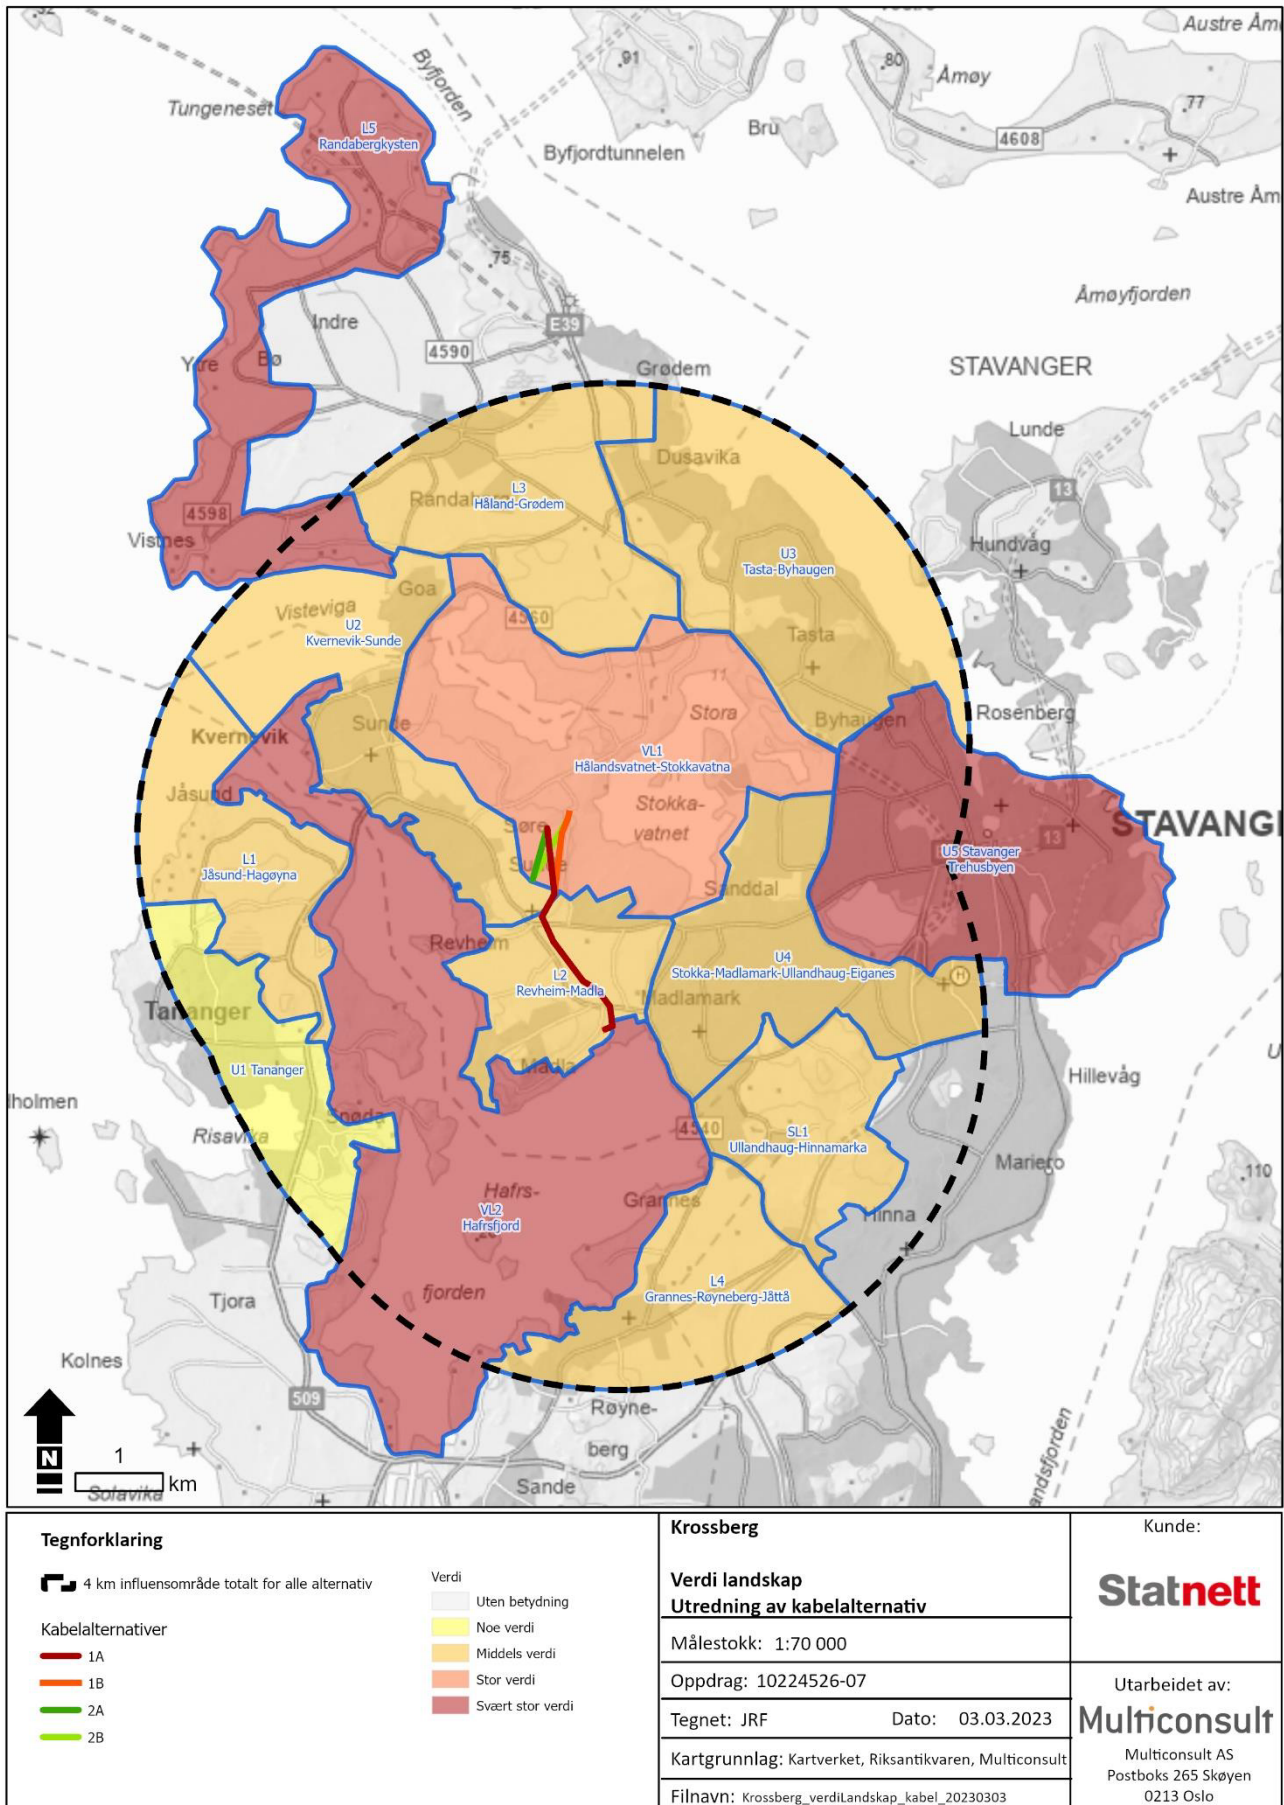 Austre Åm
Byfjorden
91
80
Åmøy
77
Tungeneset
Bru
4608
L5
Randabergkysten
Byfjordtunnelen
Austre Åm
75
Åmøyfjorden
Indre
E39
4590
STAVANGER
Ytre
Bø
Grødem
Lunde
Dusavika
13
L3
Håland-Grødem
4598
Vistnes
Hundvåg
U3
Tasta-Byhaugen
Goa
Visteviga
4560
U2
Kvernevik-Sunde
Tasta
11
Stora
Rosenberg
Sunde
Byhaugen
Kvernevik
VL1
Hålandsvatnet-Stokkavatna
Jåsund
Stokka-
vatnet
Søre
Sunde
STAVANG
13
U5 Stavanger
Trehusbyen
L1
Jåsund-Hagøyna
Sanddal
Revheim
U4
Stokka-Madlamark-Ullandhaug-Eiganes
H
L2
Revheim-Madla
Madlamark
Tananger
Madla
U1 Tananger
Hillevåg
lholmen
Snøda
Risavika
4540
SL1
Ullandhaug-Hinnamarka
Mariero
110
Hafrs-
Grannes
VL2
Hafrsfjord
Hinna
L4
Grannes-Røyneberg-Jåttå
fjorden
Tjora
Kolnes
509
Røyne-
berg
N
1
km
Sande
Solavika
andsfjorden
Tegnforklaring
4 km influensområde totalt for alle alternativ
Kabelalternativer
1A
1B
2A
2B
Verdi
Uten betydning
Noe verdi
Middels verdi
Stor verdi
Svært stor verdi
Krossberg
Verdi landskap
Utredning av kabelalternativ
Målestokk: 1:70 000
Oppdrag: 10224526-07
Tegnet: JRF Dato: 03.03.2023
Kartgrunnlag: Kartverket, Riksantikvaren, Multiconsult
Filnavn: Krossberg_verdiLandskap_kabel_20230303
Kunde:
Statnett
Utarbeidet av:
Multiconsult
Multiconsult AS
Postboks 265 Skøyen
0213 Oslo